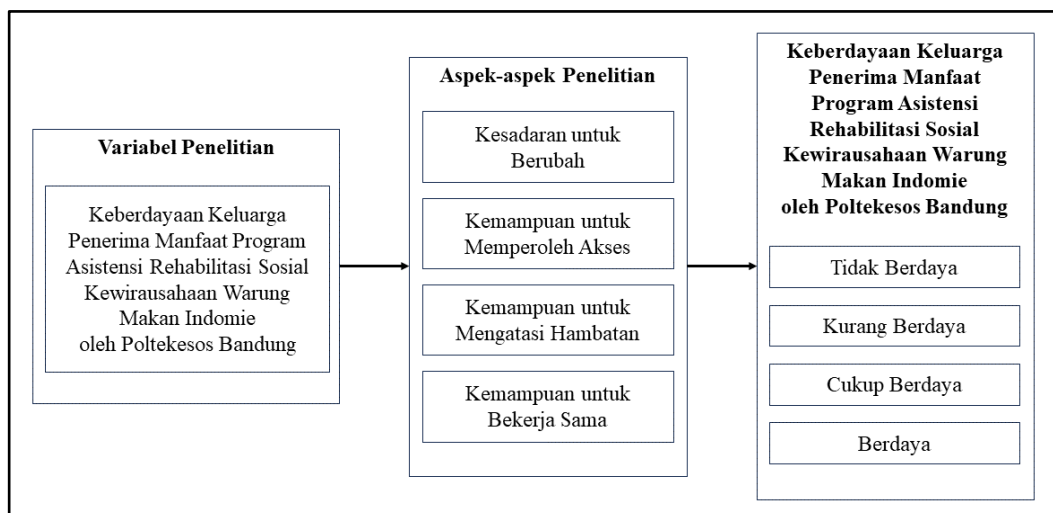 Variabel Penelitian
Keberdayaan Keluarga
Penerima Manfaat Program
Asistensi Rehabilitasi Sosial
Kewirausahaan Warung
Makan Indomie
oleh Poltekesos Bandung
Aspek-aspek Penelitian
Kesadaran untuk
Berubah
Kemampuan untuk
Memperoleh Akses
Kemampuan untuk
Mengatasi Hambatan
Kemampuan untuk
Bekerja Sama
Keberdayaan Keluarga
Penerima Manfaat
Program Asistensi
Rehabilitasi Sosial
Kewirausahaan Warung
Makan Indomie
oleh Poltekesos Bandung
Tidak Berdaya
Kurang Berdaya
Cukup Berdaya
Berdaya